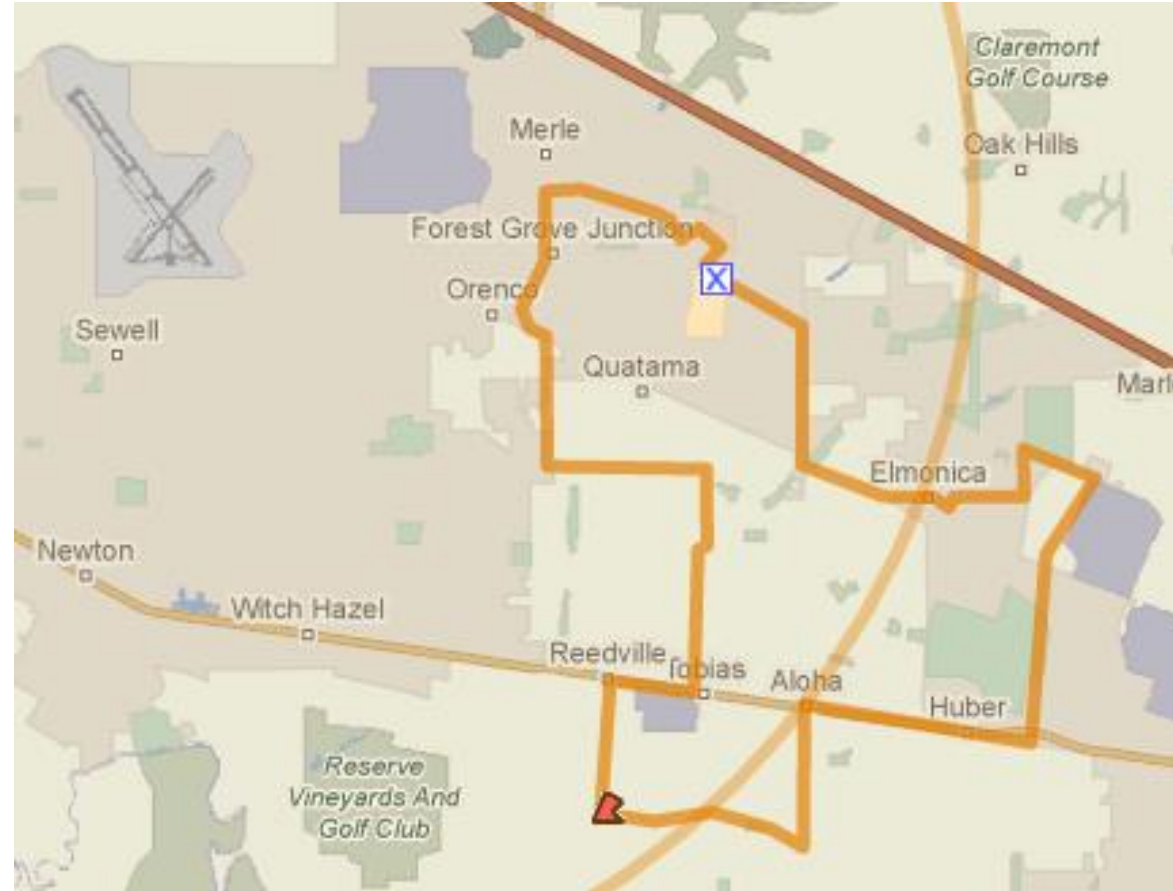 Claremont
Golf Course
Merle
Oak Hills
Forest Grove Junction
X
Orenco
Sewell
Quatama
Elmonica
Newton
Witch Hazel
Reedville
Tobias
Aloha
Huber
Reserve
Vineyards And
Golf Club